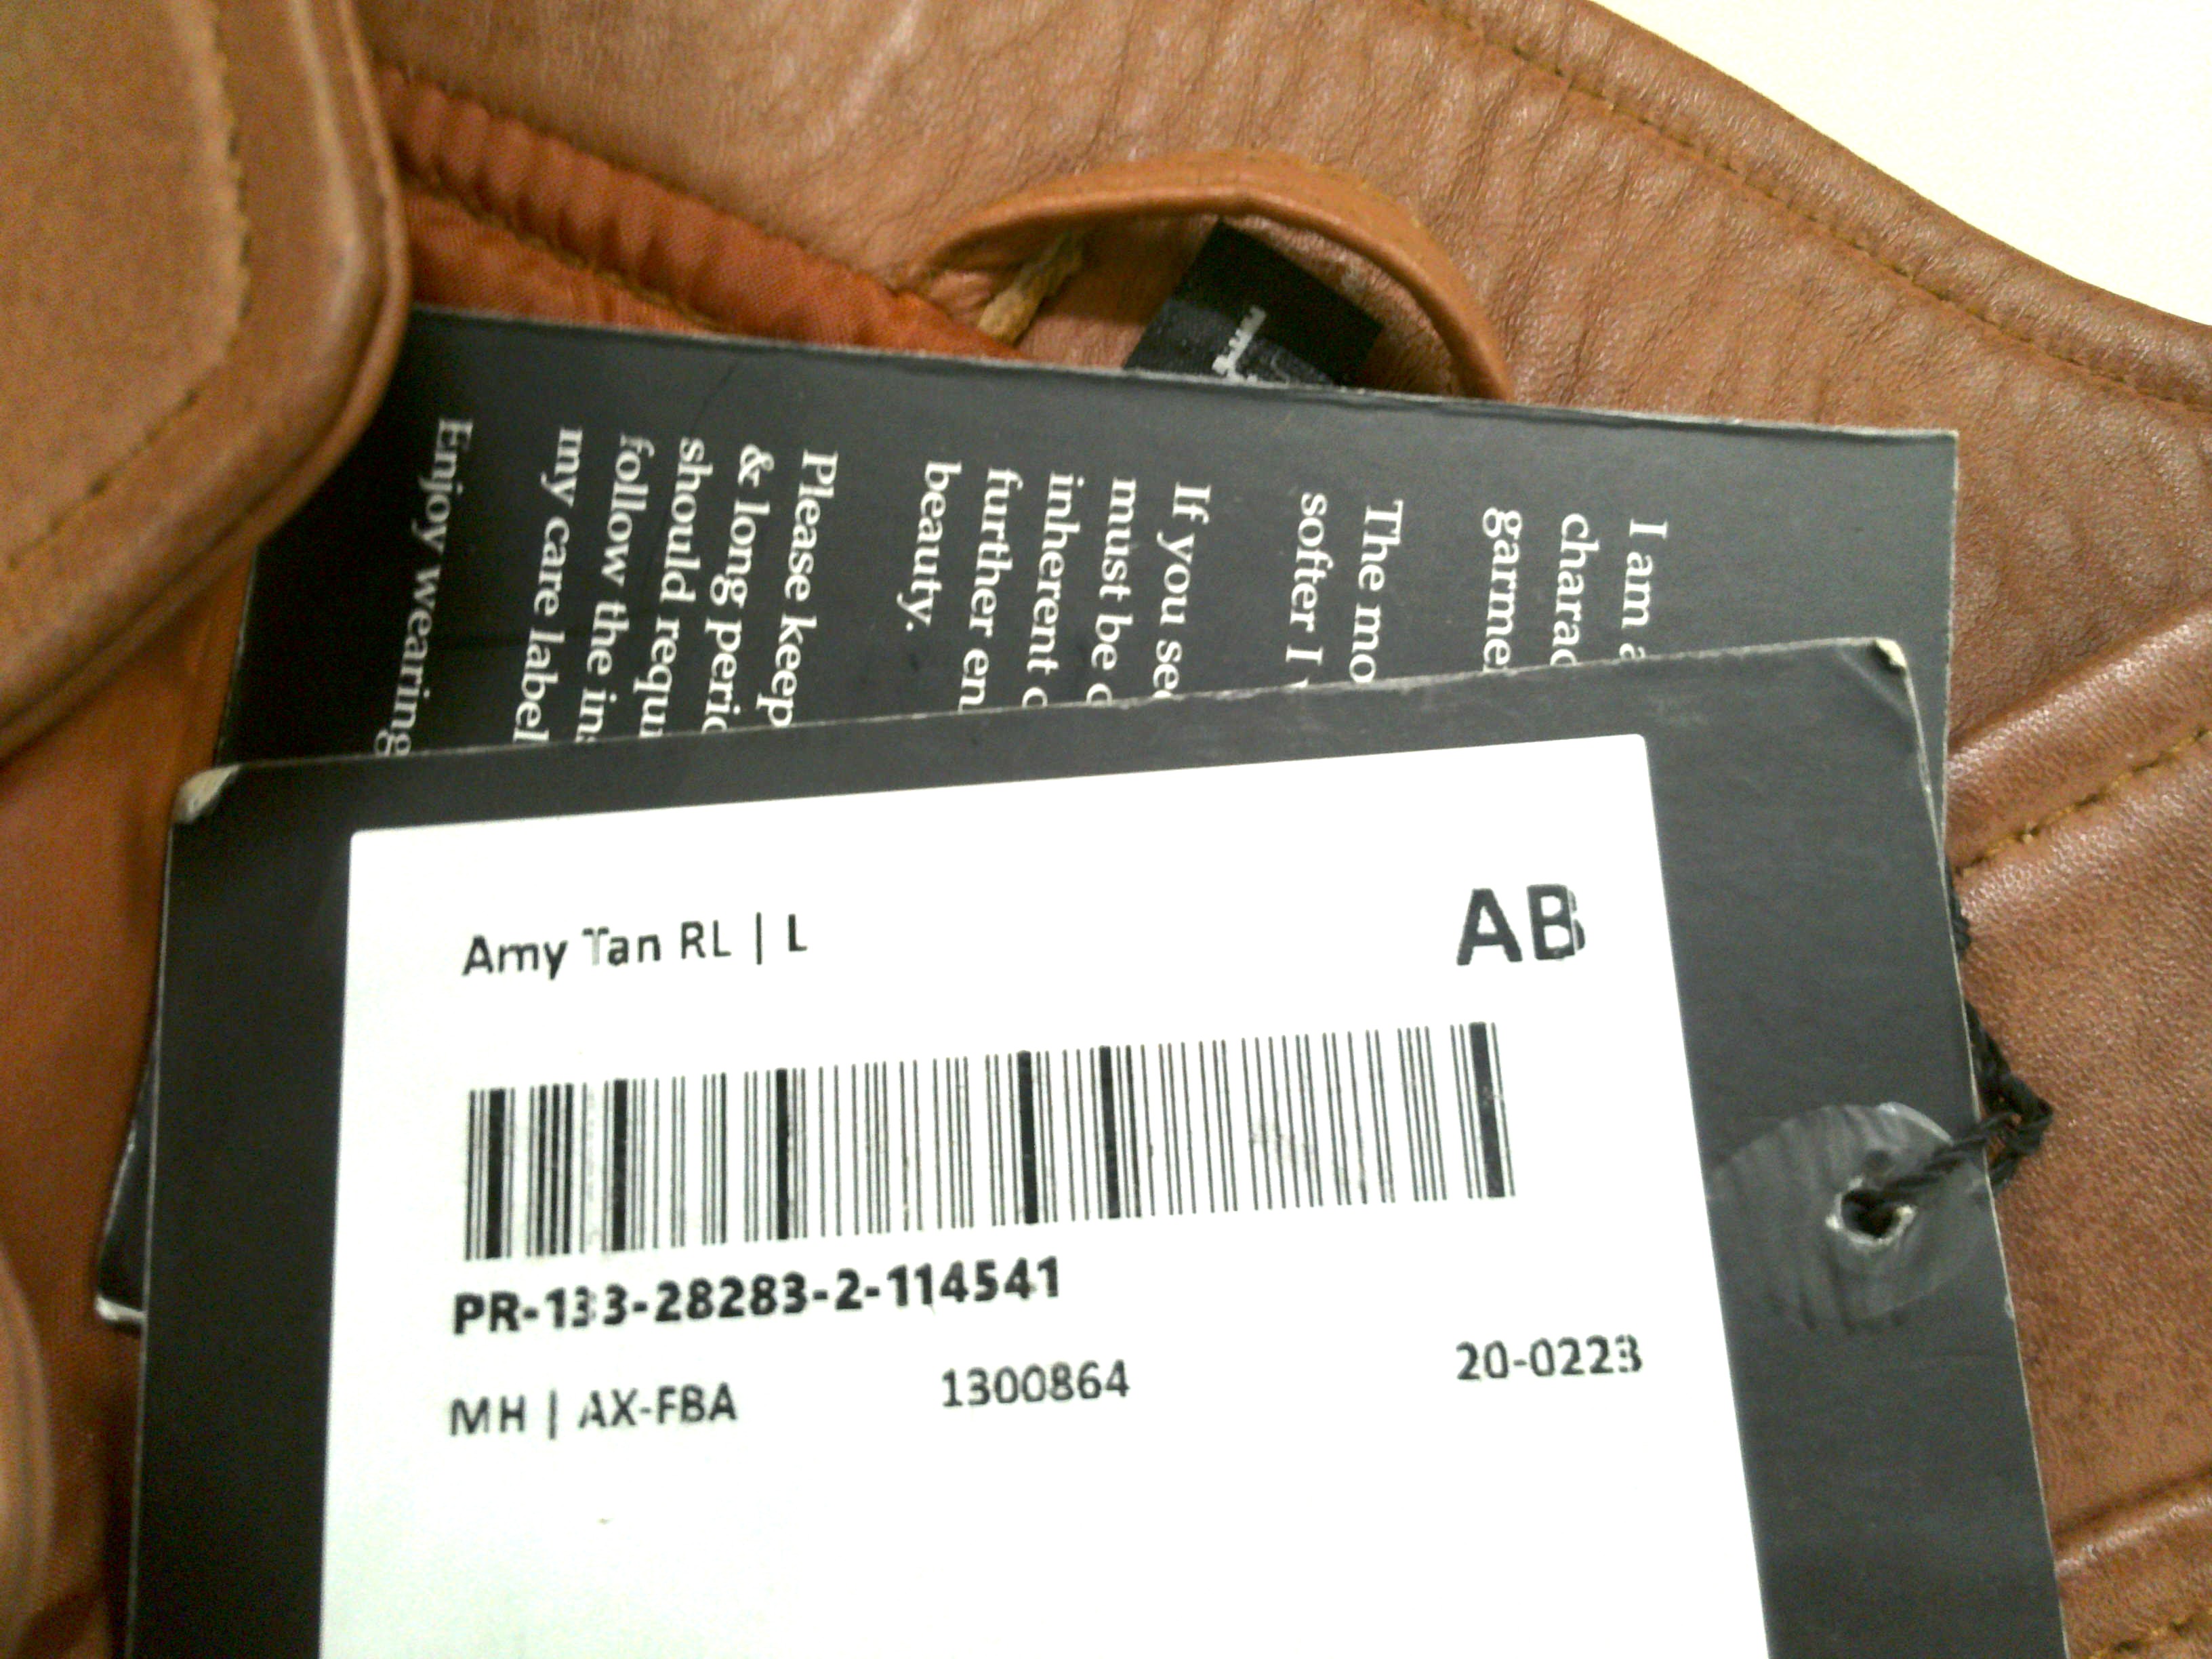 I am a
charac
garme
The mo
softer I
If you se
must be
inherent
further en
beauty.
Please keep
& long peri
should requi
follow the ins
my care label
Enjoy wearing
Amy Tan RL | L
AB
PR-133-28283-2-114541
MH | AX-FBA
1300864
20-0223